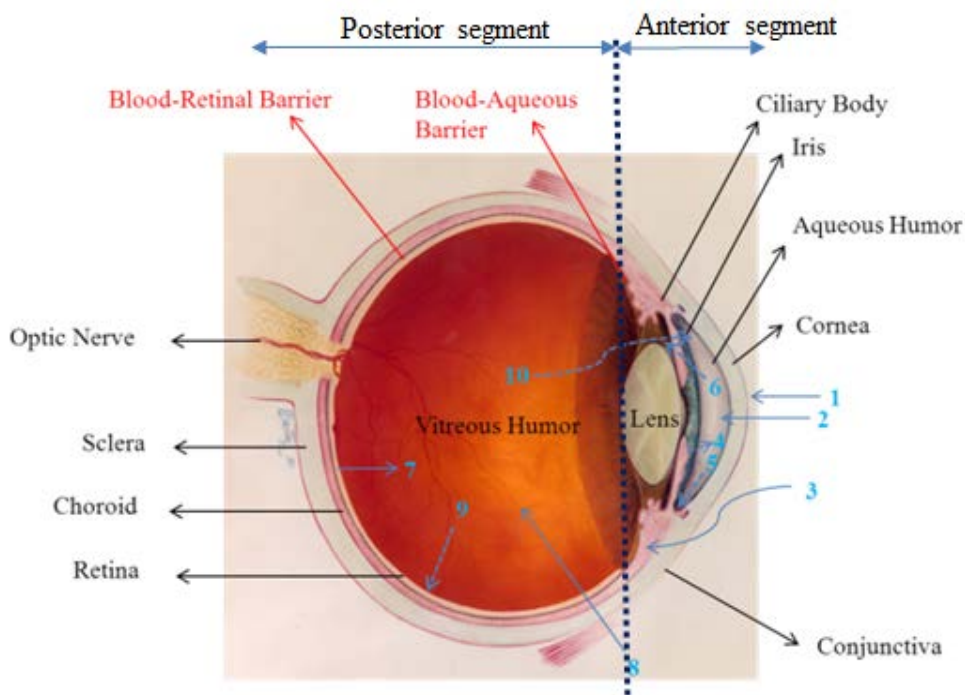 Posterior segment
Anterior segment
Blood-Retinal Barrier
Blood-Aqueous
Barrier
Ciliary Body
Iris
Aqueous Humor
Cornea
Optic Nerve
10
6
1
2
Vitreous Humor
Lens
Sclera
4
7
5
3
Choroid
9
Retina
Conjunctiva
8